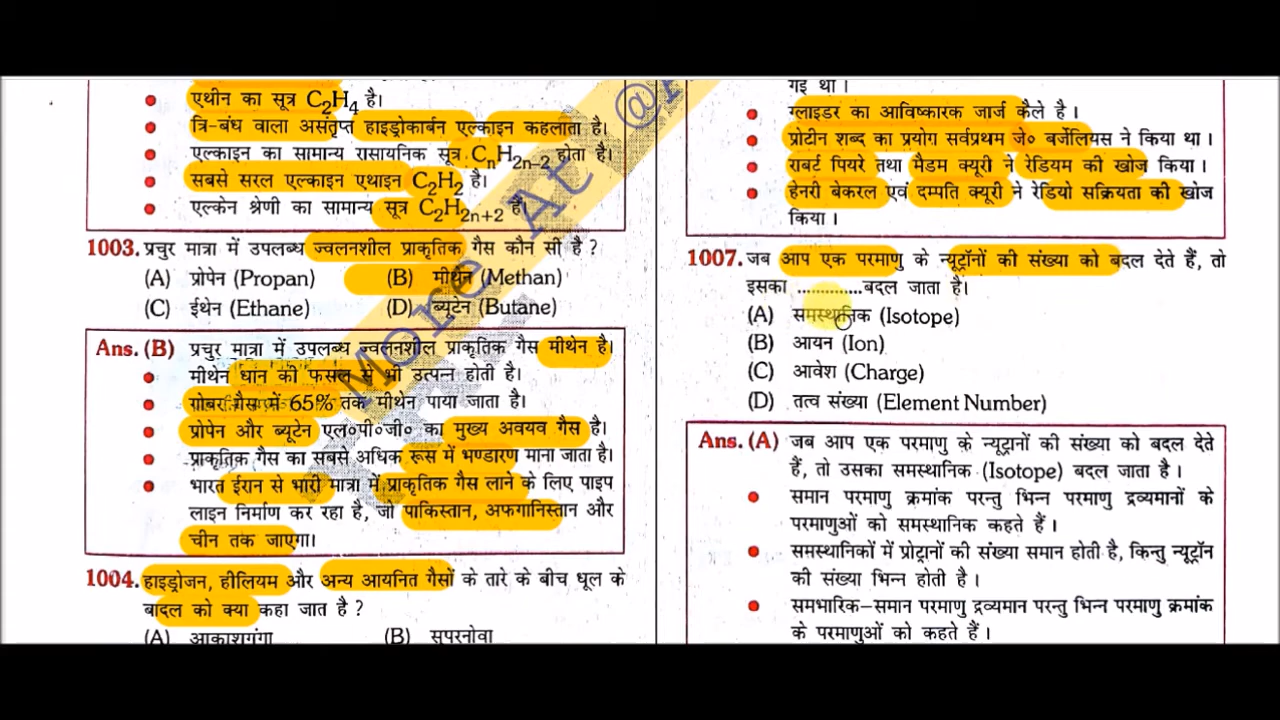 एथीन का सूत्र C₂H₄ है।
त्रि-बंध वाला असंतृप्त हाइड्रोकार्बन एल्काइन कहलाता है।
एल्काइन का सामान्य रासायनिक सूत्र CₙH₂ₙ₋₂ होता है।
सबसे सरल एल्काइन एथाइन C₂H₂ है।
एल्केन श्रेणी का सामान्य सूत्र C₂H₂ₙ₊₂ है।
1003. प्रचुर मात्रा में उपलब्ध ज्वलनशील प्राकृतिक गैस कौन सी है ?
(A) प्रोपेन (Propan) (B) मीथेन (Methan)
(C) ईथेन (Ethane) (D) ब्यूटेन (Butane)
Ans. (B) प्रचुर मात्रा में उपलब्ध ज्वलनशील प्राकृतिक गैस मीथेन है।
मीथेन धान की फसल से भी उत्पन्न होती है।
गोबर गैस में 65% तक मीथेन पाया जाता है।
प्रोपेन और ब्यूटेन एल०पी०जी० का मुख्य अवयव गैस है।
प्राकृतिक गैस का सबसे अधिक रूस में भण्डारण माना जाता है।
भारत ईरान से भारी मात्रा में प्राकृतिक गैस लाने के लिए पाइप
लाइन निर्माण कर रहा है, जो पाकिस्तान, अफगानिस्तान और
चीन तक जाएगा।
1004. हाइड्रोजन, हीलियम और अन्य आयनित गैसों के तारे के बीच धूल के
बादल को क्या कहा जात है ?
(A) आकाशगंगा (B) सुपरनोवा
More At @
गई था।
ग्लाइडर का आविष्कारक जार्ज कैले है।
प्रोटीन शब्द का प्रयोग सर्वप्रथम जे० बर्जेलियस ने किया था।
राबर्ट पियरे तथा मैडम क्यूरी ने रेडियम की खोज किया।
हेनरी बेकरल एवं दम्पति क्यूरी ने रेडियो सक्रियता की खोज
किया।
1007. जब आप एक परमाणु के न्यूट्रॉनों की संख्या को बदल देते हैं, तो
इसका .............बदल जाता है।
(A) समस्थानिक (Isotope)
(B) आयन (Ion)
(C) आवेश (Charge)
(D) तत्व संख्या (Element Number)
Ans. (A) जब आप एक परमाणु के न्यूट्रानों की संख्या को बदल देते
हैं, तो उसका समस्थानिक (Isotope) बदल जाता है।
समान परमाणु क्रमांक परन्तु भिन्न परमाणु द्रव्यमानों के
परमाणुओं को समस्थानिक कहते हैं।
समस्थानिकों में प्रोट्रानों की संख्या समान होती है, किन्तु न्यूट्रॉन
की संख्या भिन्न होती है।
समभारिक–समान परमाणु द्रव्यमान परन्तु भिन्न परमाणु क्रमांक
के परमाणुओं को कहते हैं।